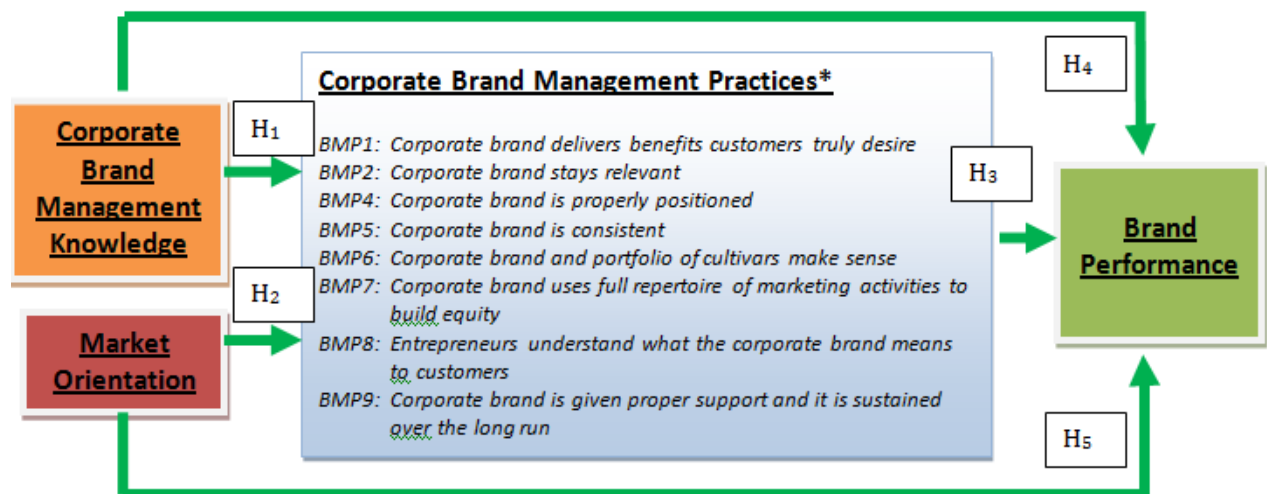 H4
Corporate Brand Management Practices*
Corporate
Brand
Management
Knowledge
H1
BMP1: Corporate brand delivers benefits customers truly desire
BMP2: Corporate brand stays relevant
BMP4: Corporate brand is properly positioned
BMP5: Corporate brand is consistent
BMP6: Corporate brand and portfolio of cultivars make sense
BMP7: Corporate brand uses full repertoire of marketing activities to
build equity
BMP8: Entrepreneurs understand what the corporate brand means
to customers
BMP9: Corporate brand is given proper support and it is sustained
over the long run
H3
Brand
Performance
H2
Market
Orientation
H5